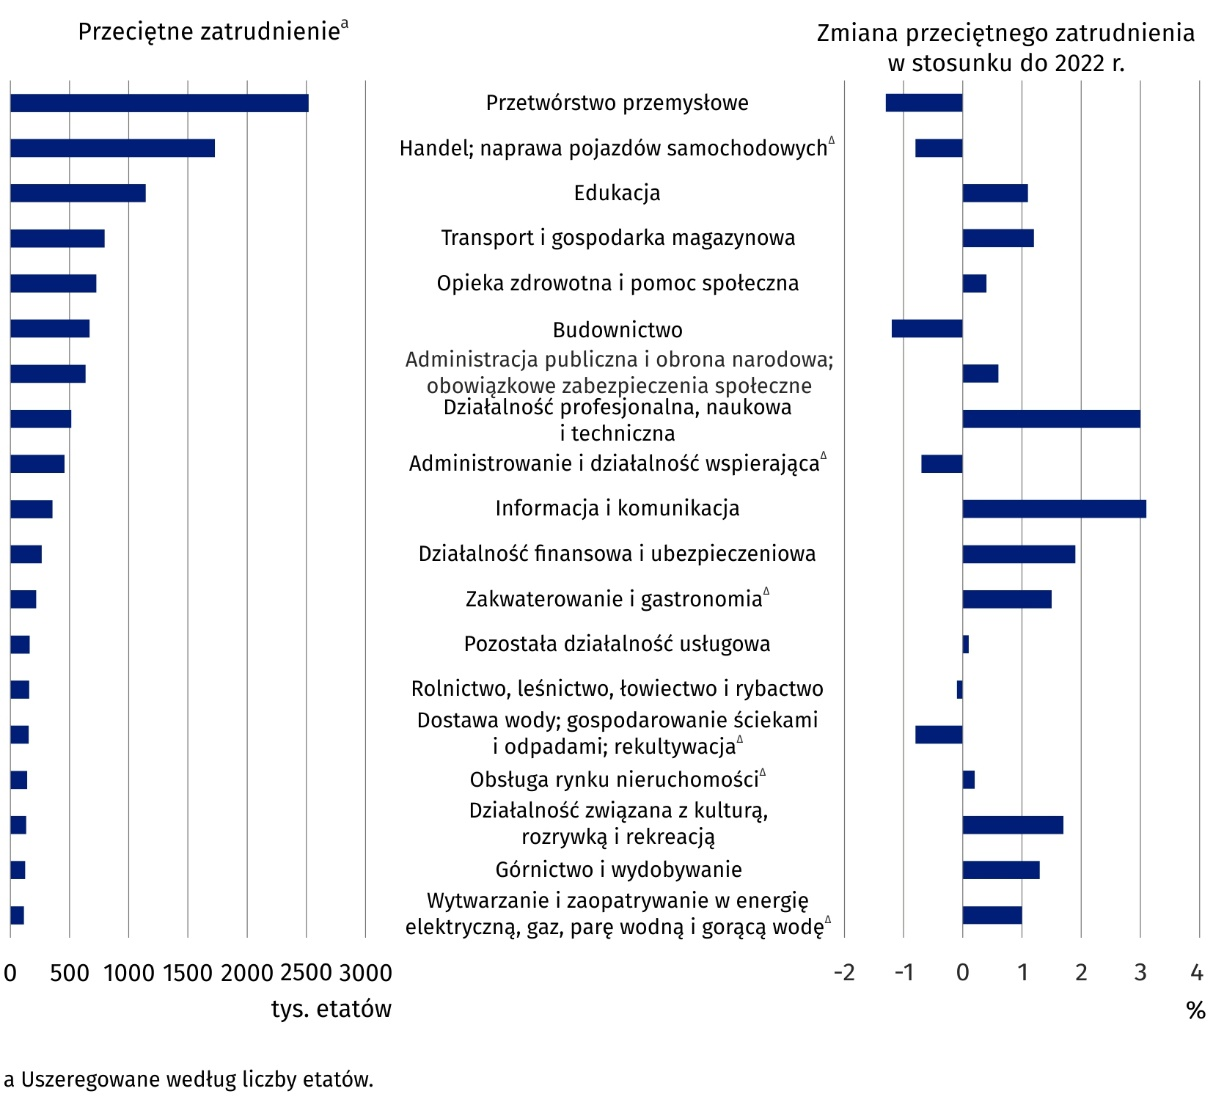 Przeciętne zatrudnienieᵃ
Zmiana przeciętnego zatrudnienia
w stosunku do 2022 r.
Przetwórstwo przemysłowe
Handel; naprawa pojazdów samochodowych^Δ
Edukacja
Transport i gospodarka magazynowa
Opieka zdrowotna i pomoc społeczna
Budownictwo
Administracja publiczna i obrona narodowa;
obowiązkowe zabezpieczenia społeczne
Działalność profesjonalna, naukowa
i techniczna
Administrowanie i działalność wspierająca^Δ
Informacja i komunikacja
Działalność finansowa i ubezpieczeniowa
Zakwaterowanie i gastronomia^Δ
Pozostała działalność usługowa
Rolnictwo, leśnictwo, łowiectwo i rybactwo
Dostawa wody; gospodarowanie ściekami
i odpadami; rekultywacja^Δ
Obsługa rynku nieruchomości^Δ
Działalność związana z kulturą,
rozrywką i rekreacją
Górnictwo i wydobywanie
Wytwarzanie i zaopatrywanie w energię
elektryczną, gaz, parę wodną i gorącą wodę^Δ
0 500 1000 1500 2000 2500 3000
tys. etatów
-2 -1 0 1 2 3 4
%
a Uszeregowane według liczby etatów.